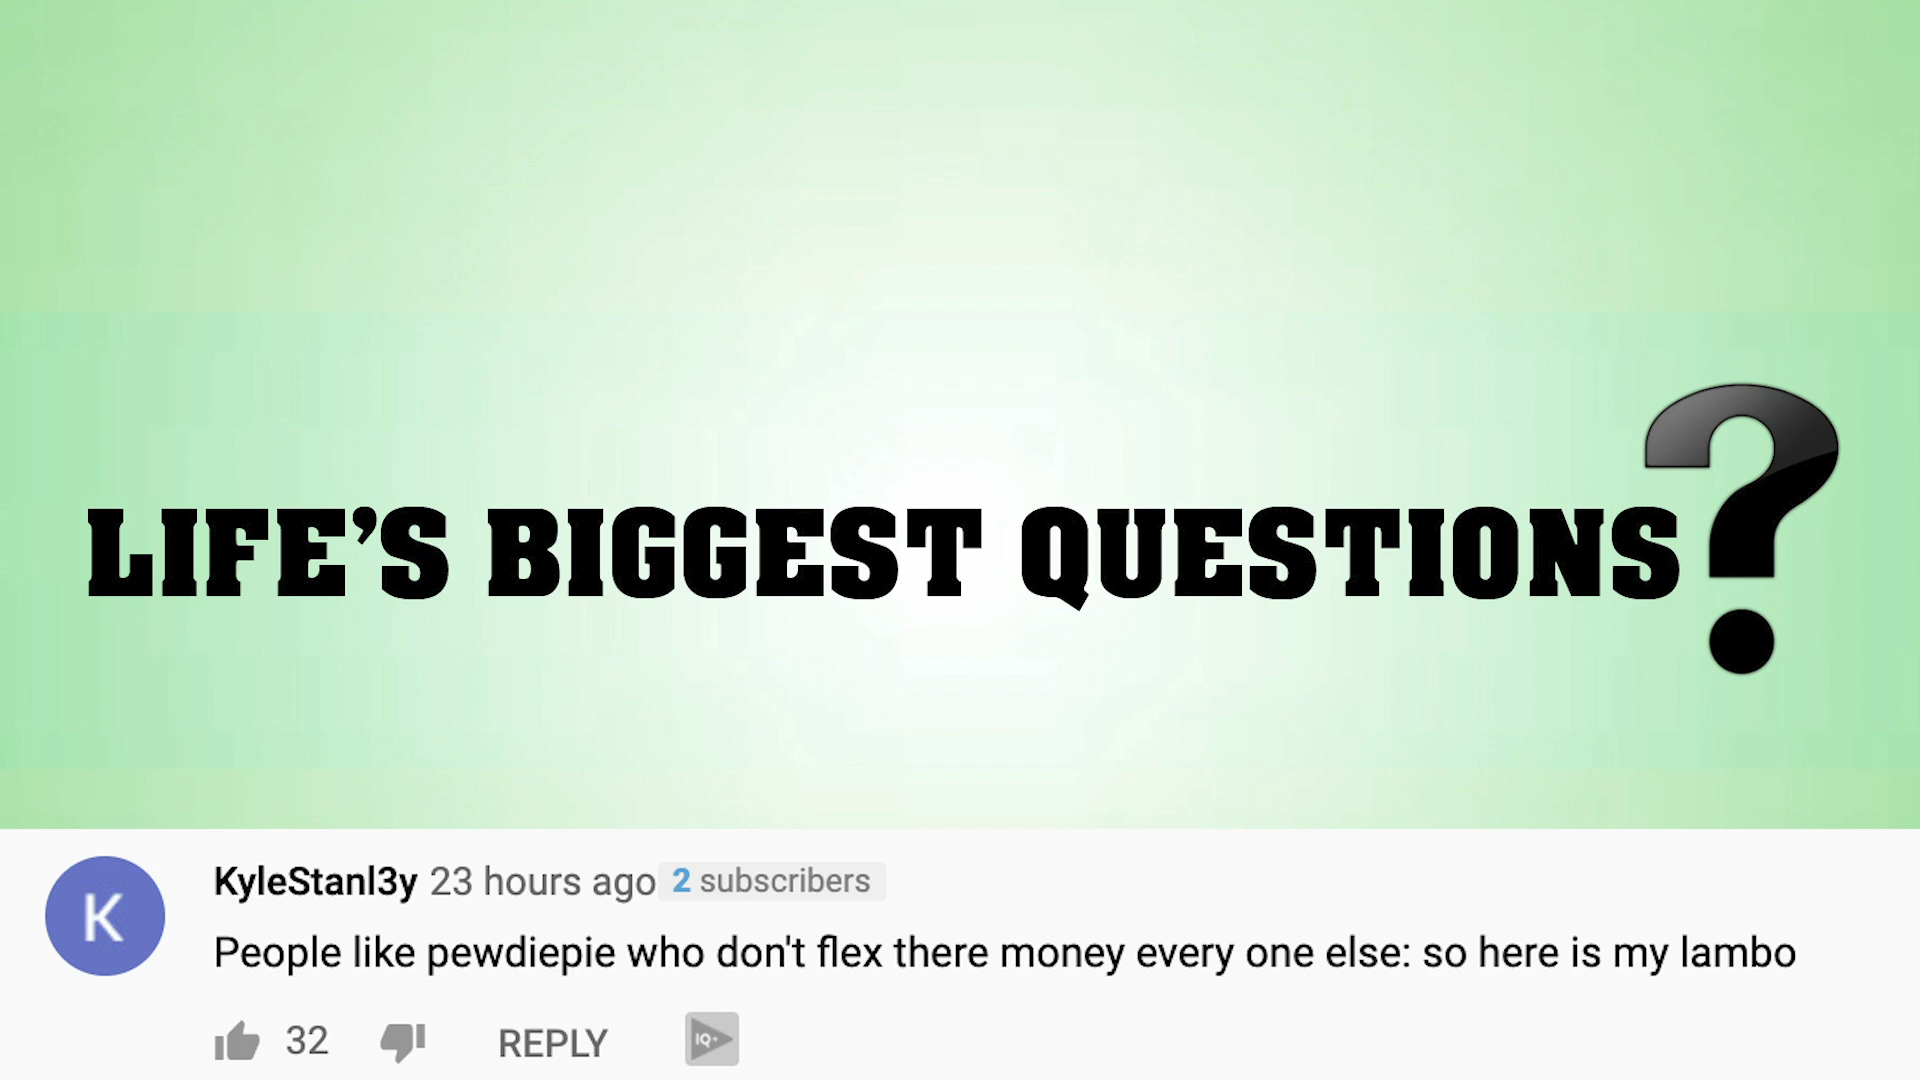 LIFE'S BIGGEST QUESTIONS?
K
KyleStanl3y 23 hours ago 2 subscribers
People like pewdiepie who don't flex there money every one else: so here is my lambo
32 REPLY IQ+